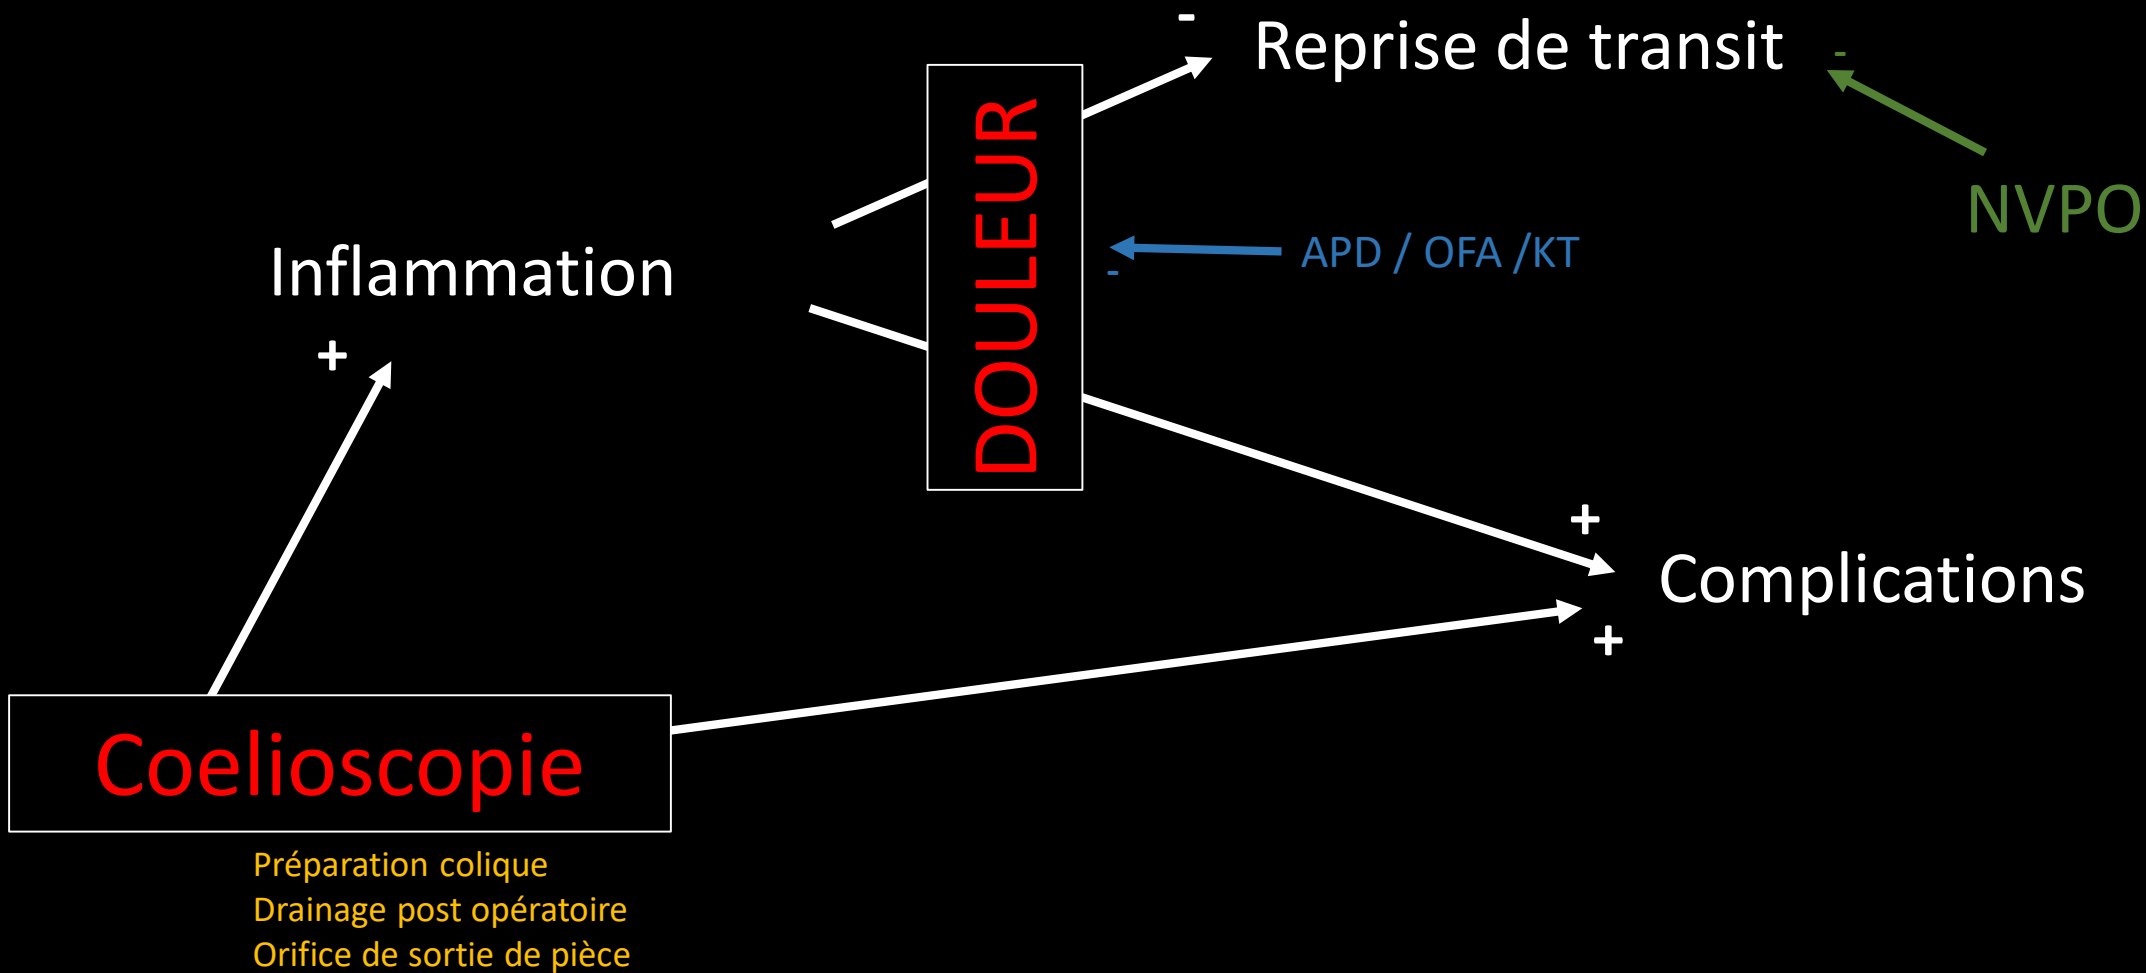 -
Reprise de transit
-
DOULEUR
NVPO
APD / OFA /KT
-
Inflammation
+
+
Complications
+
Coelioscopie
Préparation colique
Drainage post opératoire
Orifice de sortie de pièce